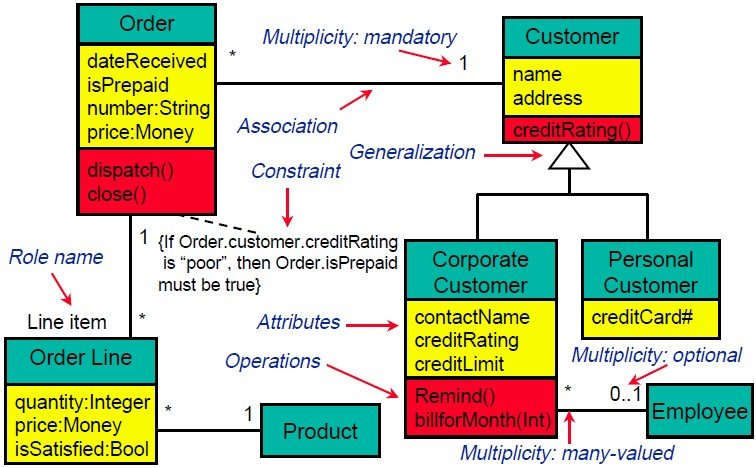 Order
dateReceived
isPrepaid
number:String
price:Money
dispatch()
close()
*
Multiplicity: mandatory
1
Association
Customer
name
address
creditRating()
Generalization
Constraint
{If Order.customer.creditRating
is “poor”, then Order.isPrepaid
must be true}
1
Role name
Line item
*
Order Line
quantity:Integer
price:Money
isSatisfied:Bool
*
1
Product
Attributes
Operations
Corporate
Customer
contactName
creditRating
creditLimit
Remind()
billforMonth(Int)
Personal
Customer
creditCard#
Multiplicity: optional
*
0..1
Employee
Multiplicity: many-valued